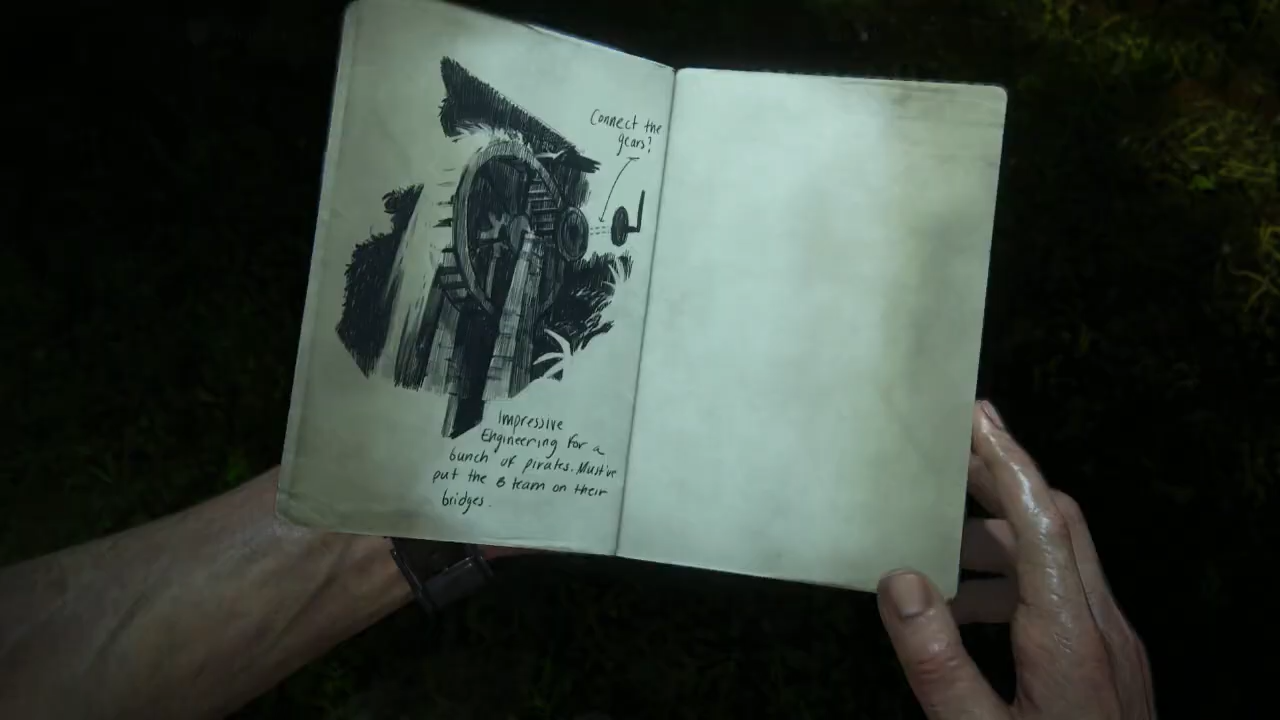 Connect the
gears?
Impressive
Engineering for a
bunch of pirates. Must've
put the B team on their
bridges.